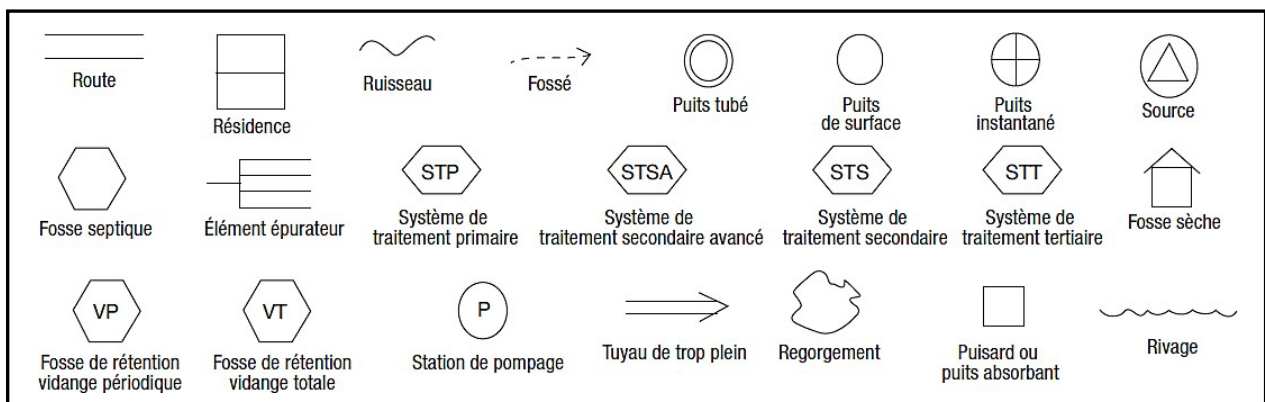 Route
Résidence
Ruisseau
Fossé
Puits tubé
Puits
de surface
Puits
instantané
Source
Fosse septique
Élément épurateur
STP
Système de
traitement primaire
STSA
Système de
traitement secondaire avancé
STS
Système de
traitement secondaire
STT
Système de
traitement tertiaire
Fosse sèche
VP
Fosse de rétention
vidange périodique
VT
Fosse de rétention
vidange totale
P
Station de pompage
Tuyau de trop plein
Regorgement
Puisard ou
puits absorbant
Rivage